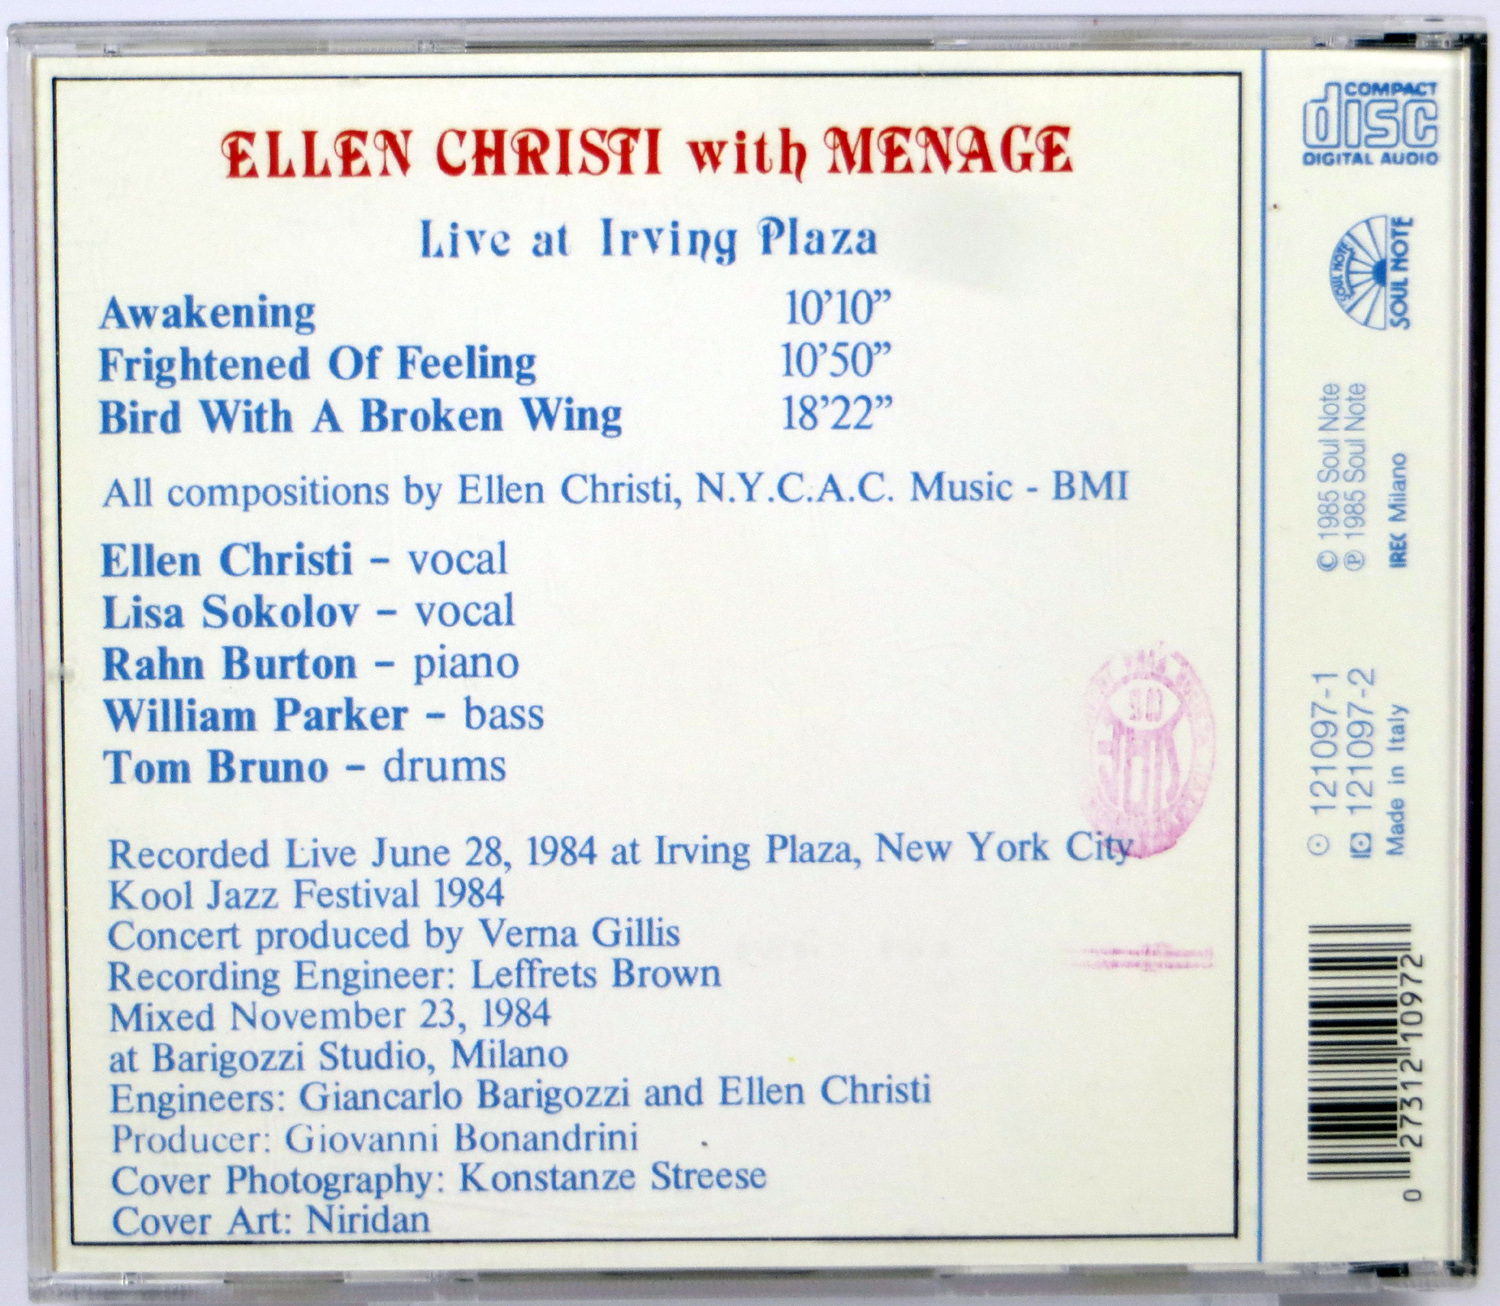 ELLEN CHRISTI with MENAGE
Live at Irving Plaza
Awakening 10’10”
Frightened Of Feeling 10’50”
Bird With A Broken Wing 18’22”
All compositions by Ellen Christi, N.Y.C.A.C. Music - BMI
Ellen Christi – vocal
Lisa Sokolov – vocal
Rahn Burton – piano
William Parker – bass
Tom Bruno – drums
Recorded Live June 28, 1984 at Irving Plaza, New York City
Kool Jazz Festival 1984
Concert produced by Verna Gillis
Recording Engineer: Leffrets Brown
Mixed November 23, 1984
at Barigozzi Studio, Milano
Engineers: Giancarlo Barigozzi and Ellen Christi
Producer: Giovanni Bonandrini
Cover Photography: Konstanze Streese
Cover Art: Niridan
COMPACT
disc
DIGITAL AUDIO
SOUL NOTE
SOUL NOTE
© 1985 Soul Note
℗ 1985 Soul Note
IREC Milano
121097-1
121097-2
Made in Italy
0 27312 10972